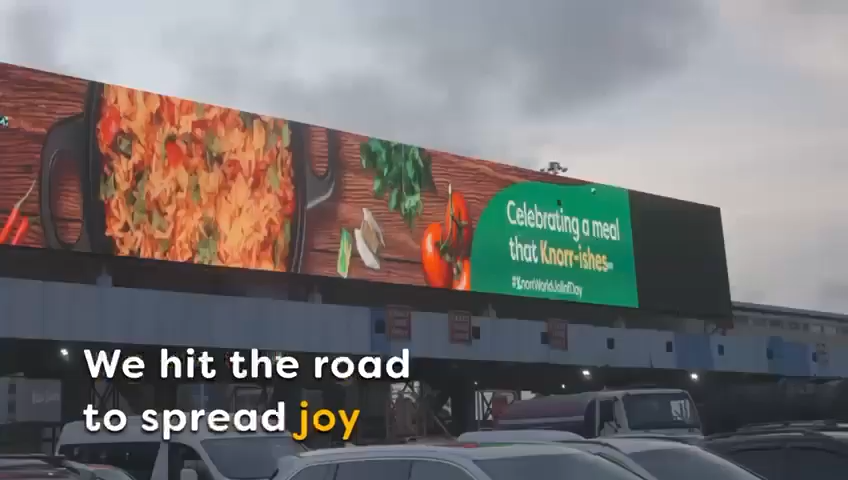 Celebrating a meal
that Knorr-ishes
#KnorrWorldJollofDay
We hit the road
to spread joy